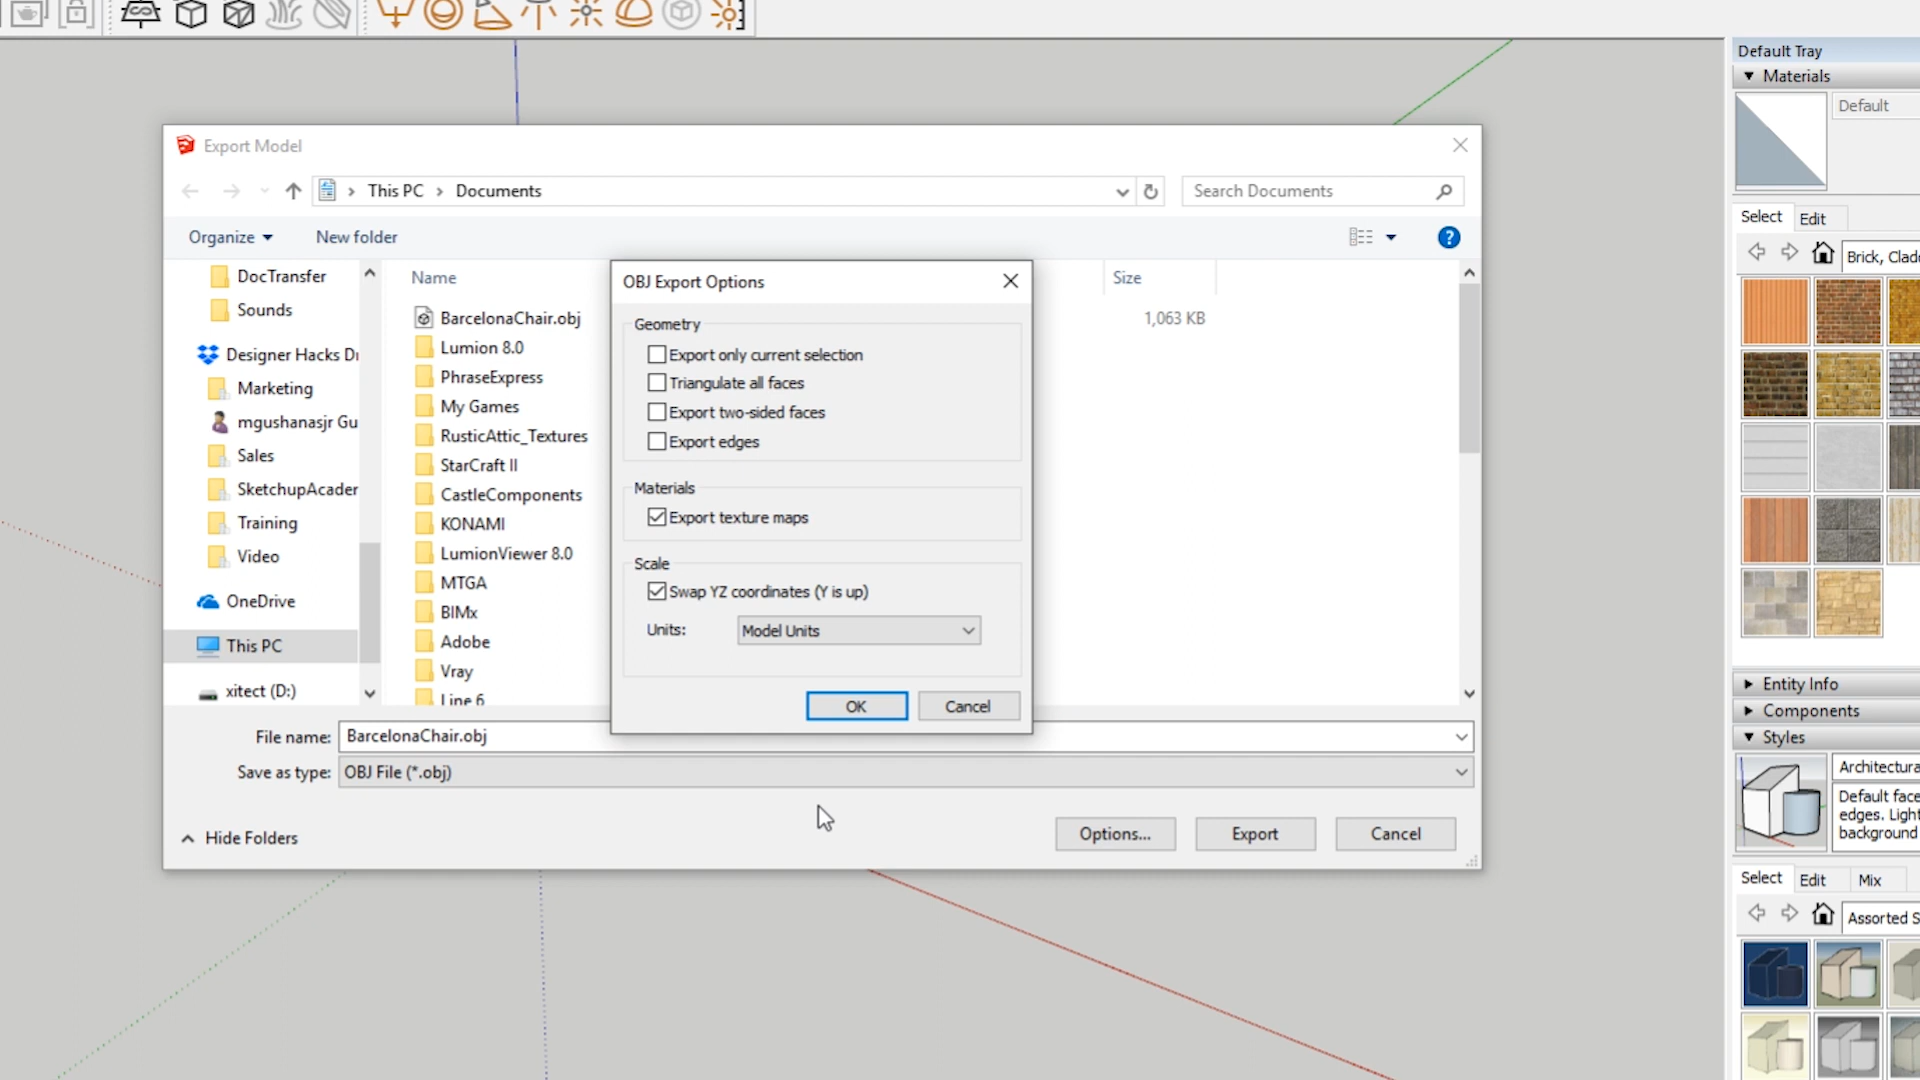 Default Tray
Materials
Default
Select Edit
Brick, Clado
Entity Info
Components
Styles
Architectura
Default face
edges. Light
background
Select Edit Mix
Assorted S
Export Model
This PC > Documents
Search Documents
Organize
New folder
?
DocTransfer
Sounds
Designer Hacks Dr
Marketing
mgushanasjr Gu
Sales
SketchupAcader
Training
Video
OneDrive
This PC
xitect (D:)
Name
Size
BarcelonaChair.obj
1,063 KB
Lumion 8.0
PhraseExpress
My Games
RusticAttic_Textures
StarCraft II
CastleComponents
KONAMI
LumionViewer 8.0
MTGA
BIMx
Adobe
Vray
Line 6
OBJ Export Options
Geometry
Export only current selection
Triangulate all faces
Export two-sided faces
Export edges
Materials
Export texture maps
Scale
Swap YZ coordinates (Y is up)
Units: Model Units
OK Cancel
File name: BarcelonaChair.obj
Save as type: OBJ File (*.obj)
Hide Folders
Options... Export Cancel